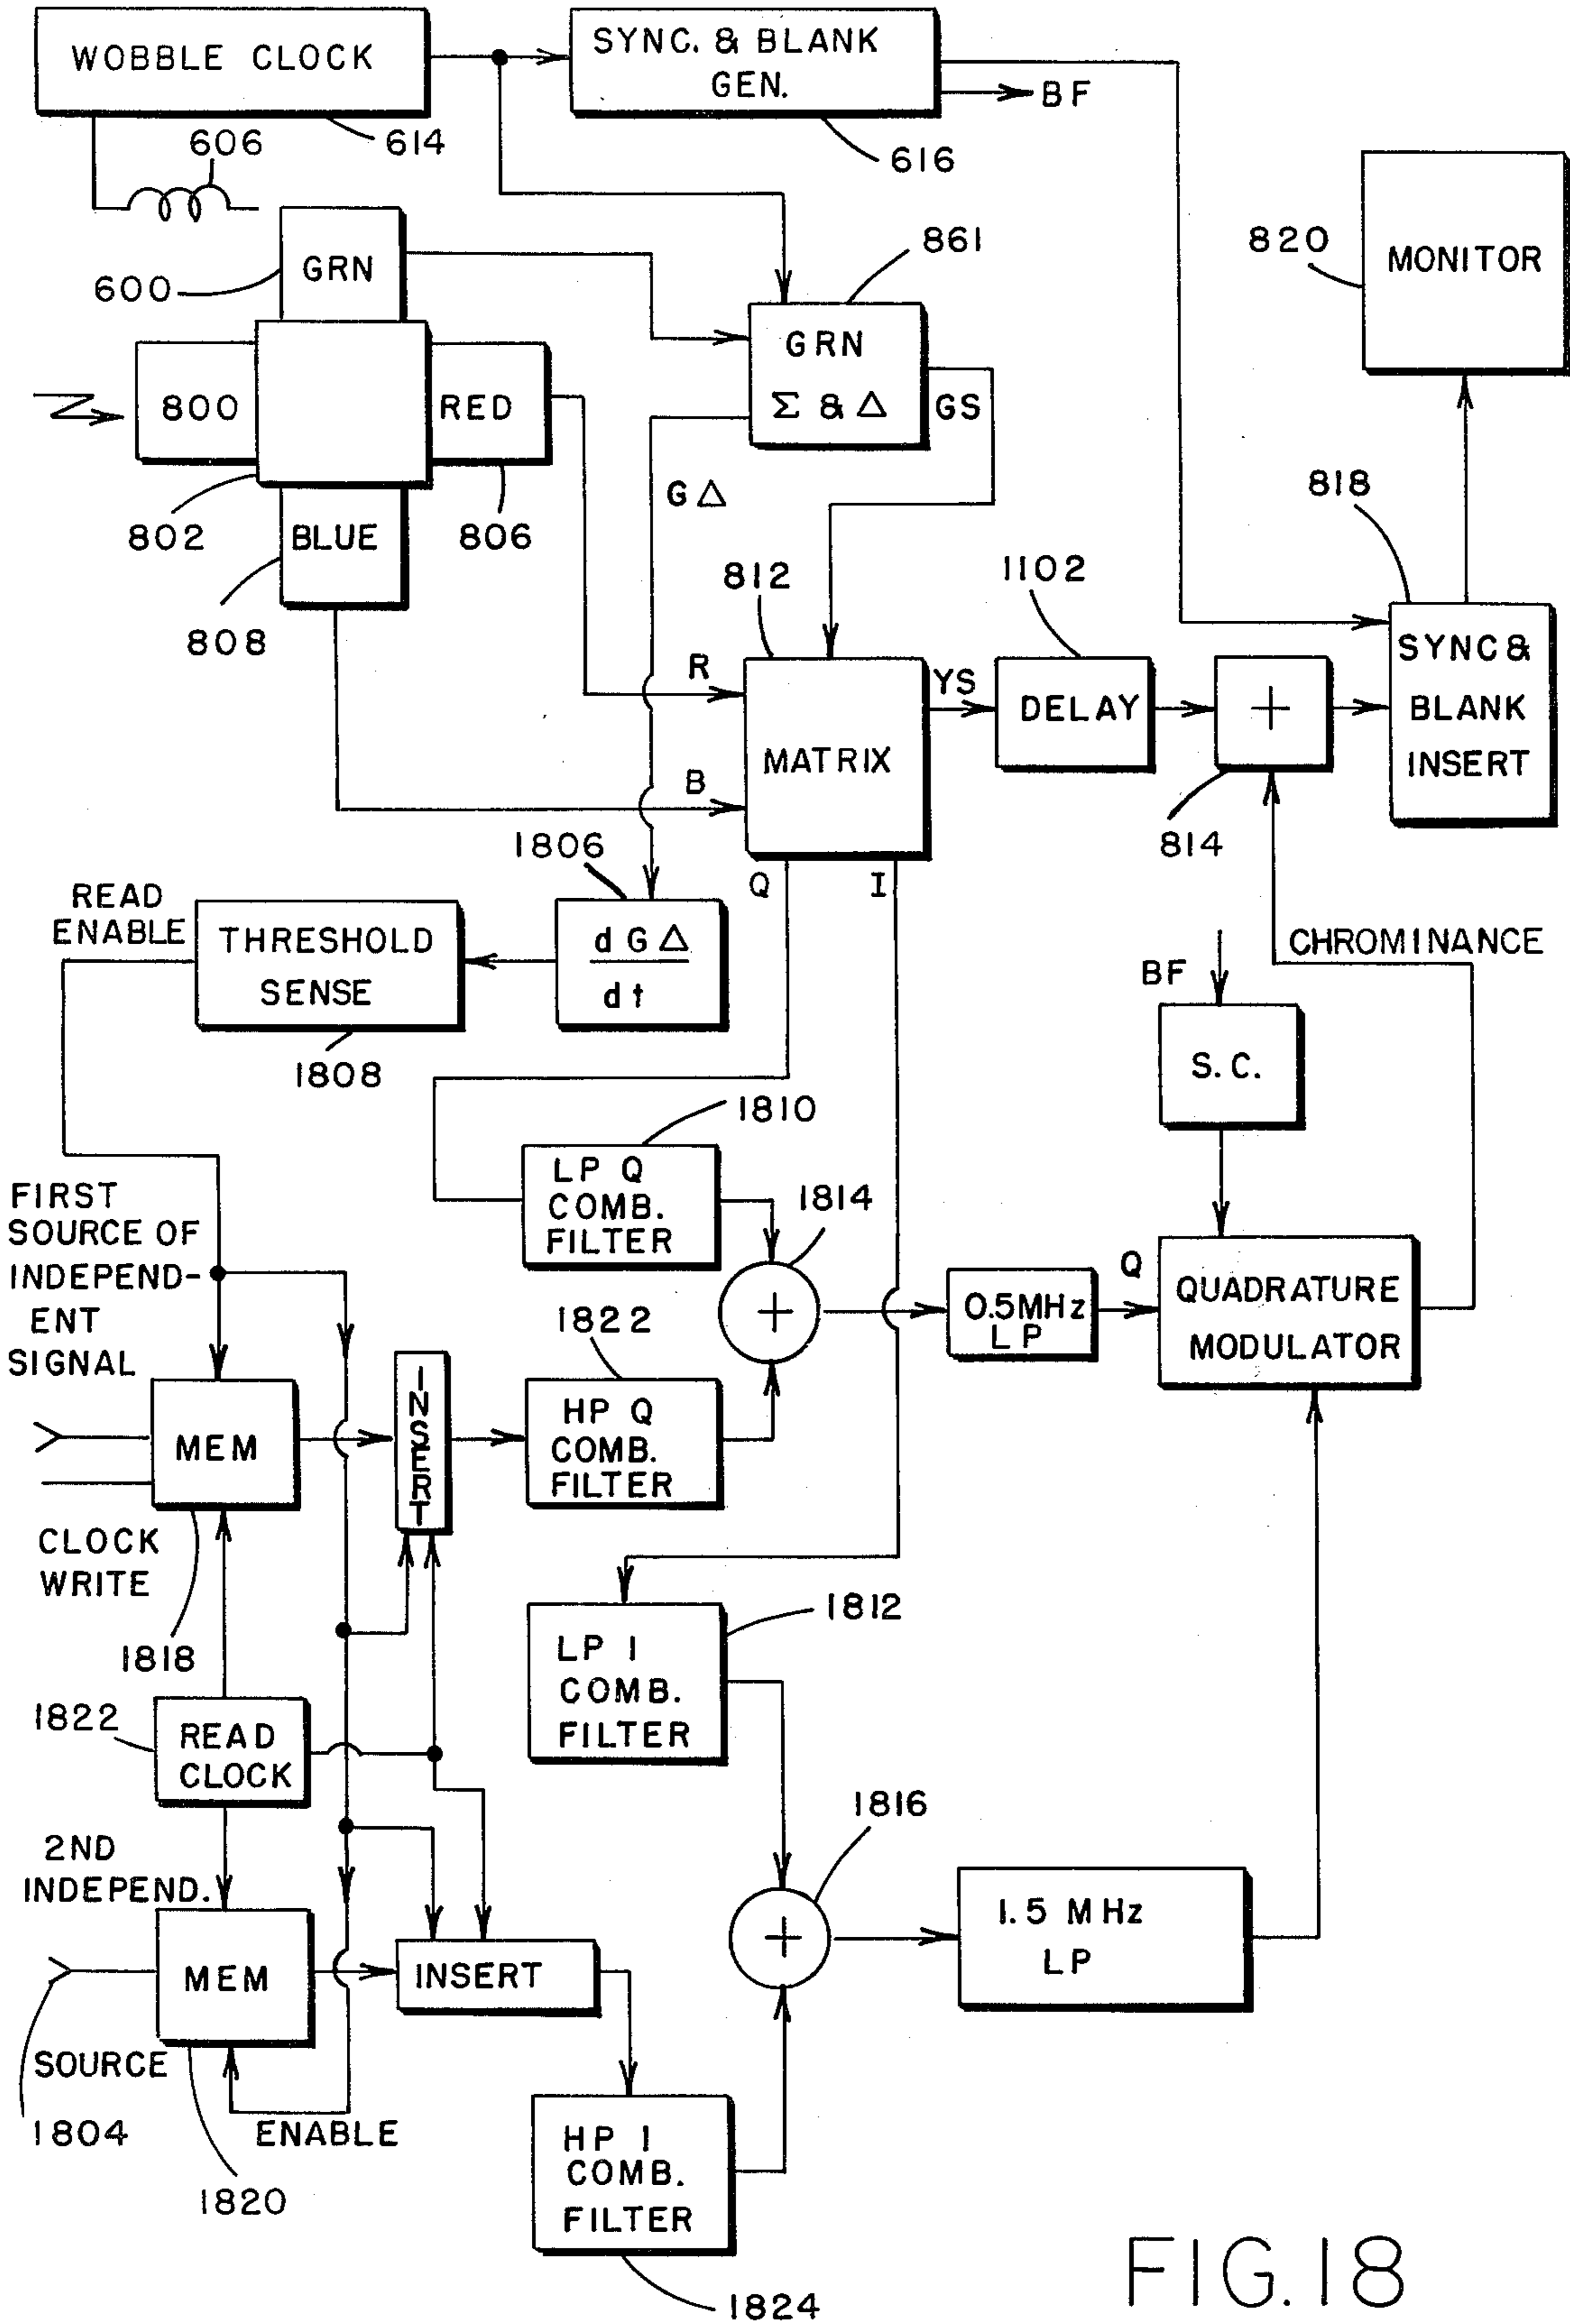 WOBBLE CLOCK
SYNC. & BLANK
GEN.
BF
614
616
606
GRN
600
861
820
MONITOR
GRN
Σ & Δ
GS
800
RED
GΔ
802
BLUE
806
808
812
1102
818
R
YS
DELAY
+
SYNC &
BLANK
INSERT
MATRIX
B
814
1806
Q
I
READ
ENABLE
THRESHOLD
SENSE
dGΔ
dt
1808
CHROMINANCE
BF
S.C.
1810
LP Q
COMB.
FILTER
1814
FIRST
SOURCE OF
INDEPEND-
ENT
SIGNAL
+
0.5MHz
LP
Q
QUADRATURE
MODULATOR
1822
MEM
INSERT
HP Q
COMB.
FILTER
CLOCK
WRITE
1818
1812
LP I
COMB.
FILTER
1822
READ
CLOCK
1816
2ND
INDEPEND.
MEM
INSERT
+
1.5 MHz
LP
SOURCE
1804
ENABLE
1820
HP I
COMB.
FILTER
1824
FIG.18